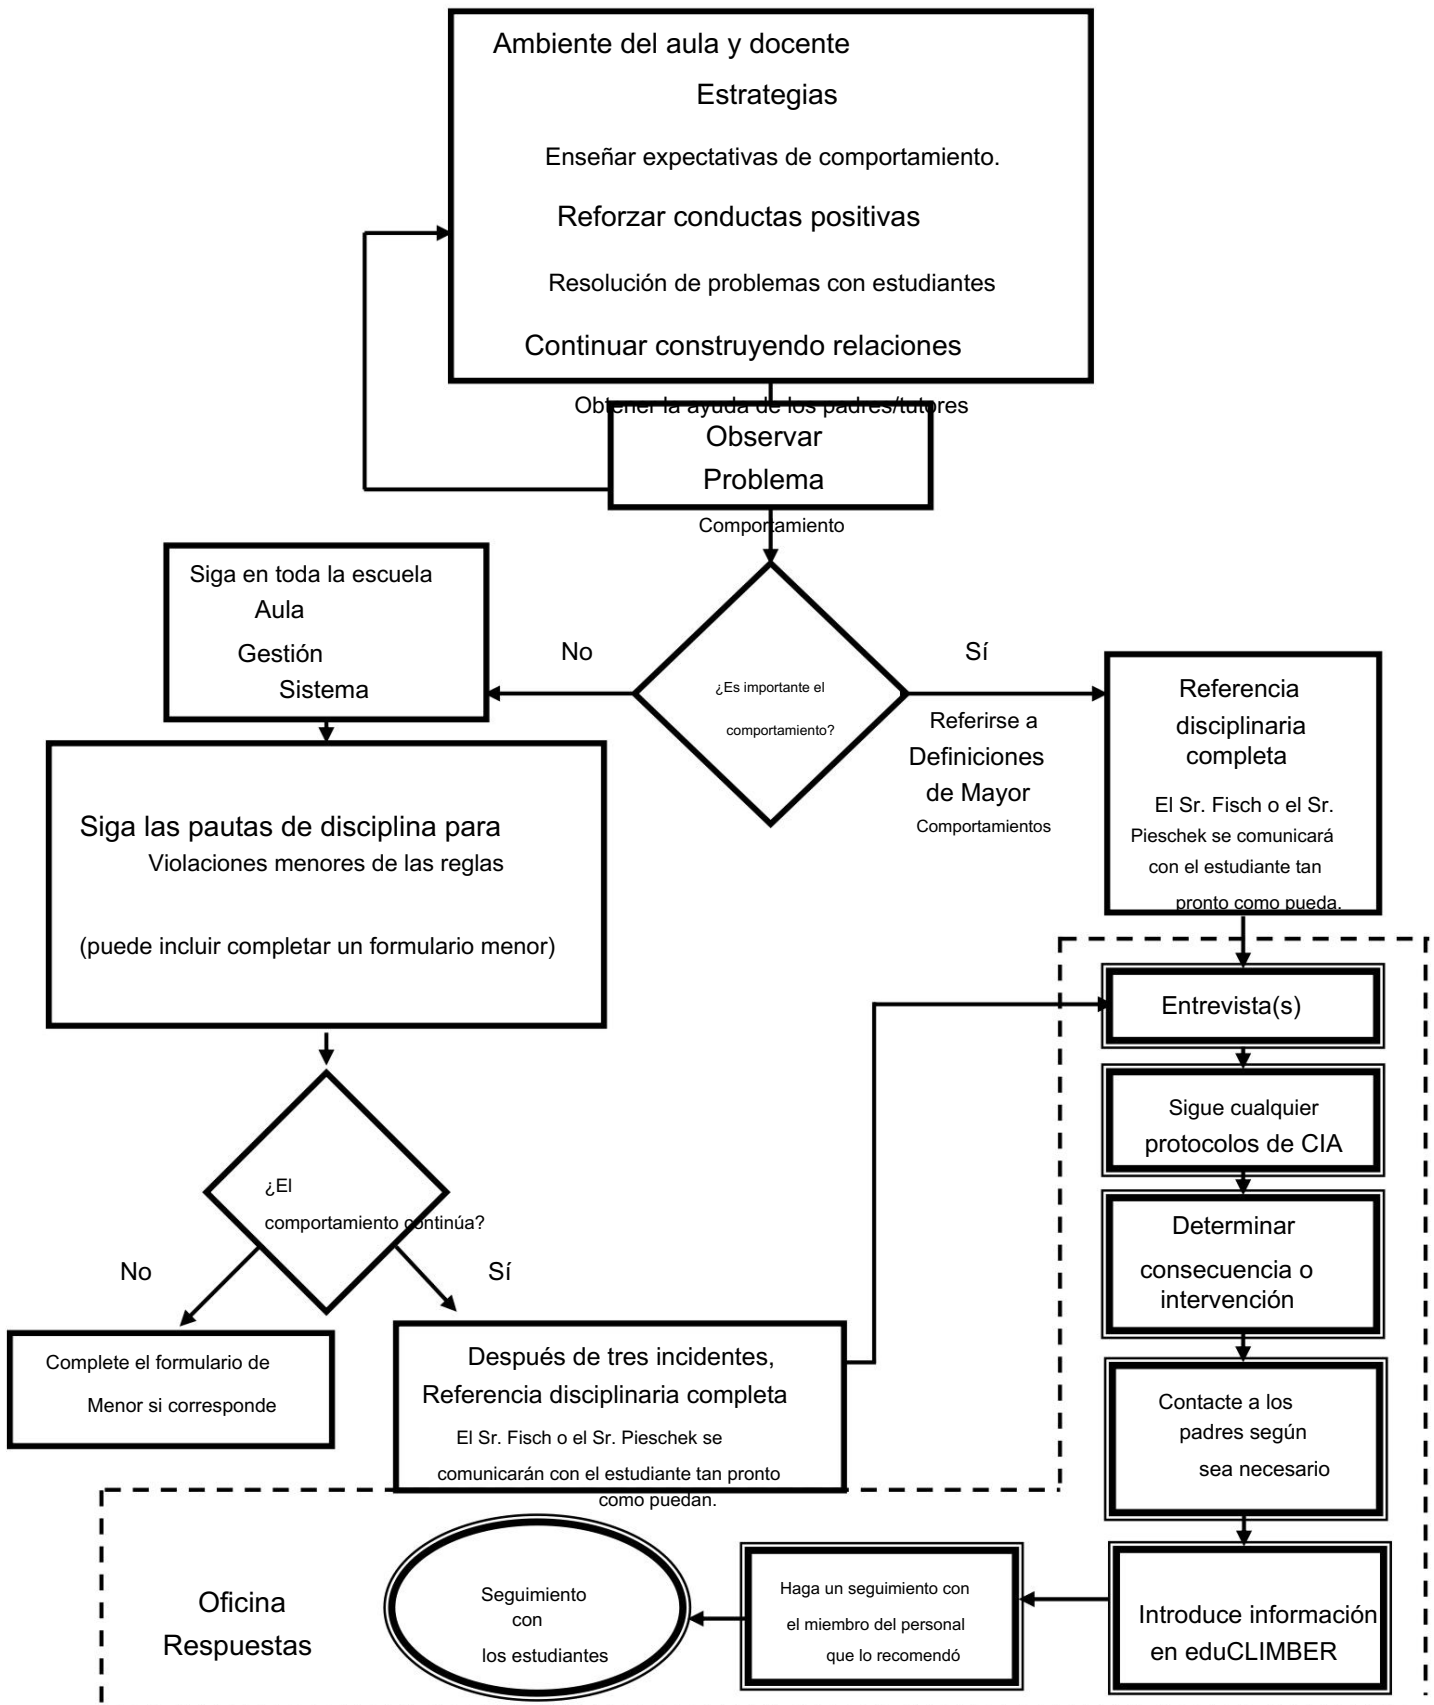 Ambiente del aula y docente
Estrategias
Enseñar expectativas de comportamiento.
Reforzar conductas positivas
Resolución de problemas con estudiantes
Continuar construyendo relaciones
Obtener la ayuda de los padres/tutores
Observar
Problema
Comportamiento
Siga en toda la escuela
Aula
Gestión
Sistema
No
¿Es importante el
comportamiento?
Sí
Referirse a
Definiciones
de Mayor
Comportamientos
Referencia
disciplinaria
completa
El Sr. Fisch o el Sr.
Pieschek se comunicará
con el estudiante tan
pronto como pueda.
Siga las pautas de disciplina para
Violaciones menores de las reglas
(puede incluir completar un formulario menor)
¿El
comportamiento continúa?
No
Sí
Complete el formulario de
Menor si corresponde
Después de tres incidentes,
Referencia disciplinaria completa
El Sr. Fisch o el Sr. Pieschek se
comunicarán con el estudiante tan pronto
como puedan.
Entrevista(s)
Sigue cualquier
protocolos de CIA
Determinar
consecuencia o
intervención
Contacte a los
padres según
sea necesario
Introduce información
en eduCLIMBER
Haga un seguimiento con
el miembro del personal
que lo recomendó
Seguimiento
con
los estudiantes
Oficina
Respuestas